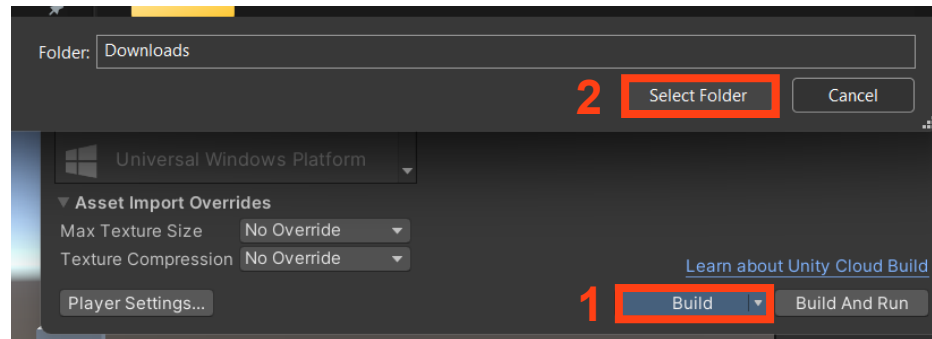 Folder: Downloads
2 Select Folder Cancel
Universal Windows Platform
Asset Import Overrides
Max Texture Size No Override
Texture Compression No Override
Learn about Unity Cloud Build
Player Settings... 1 Build Build And Run